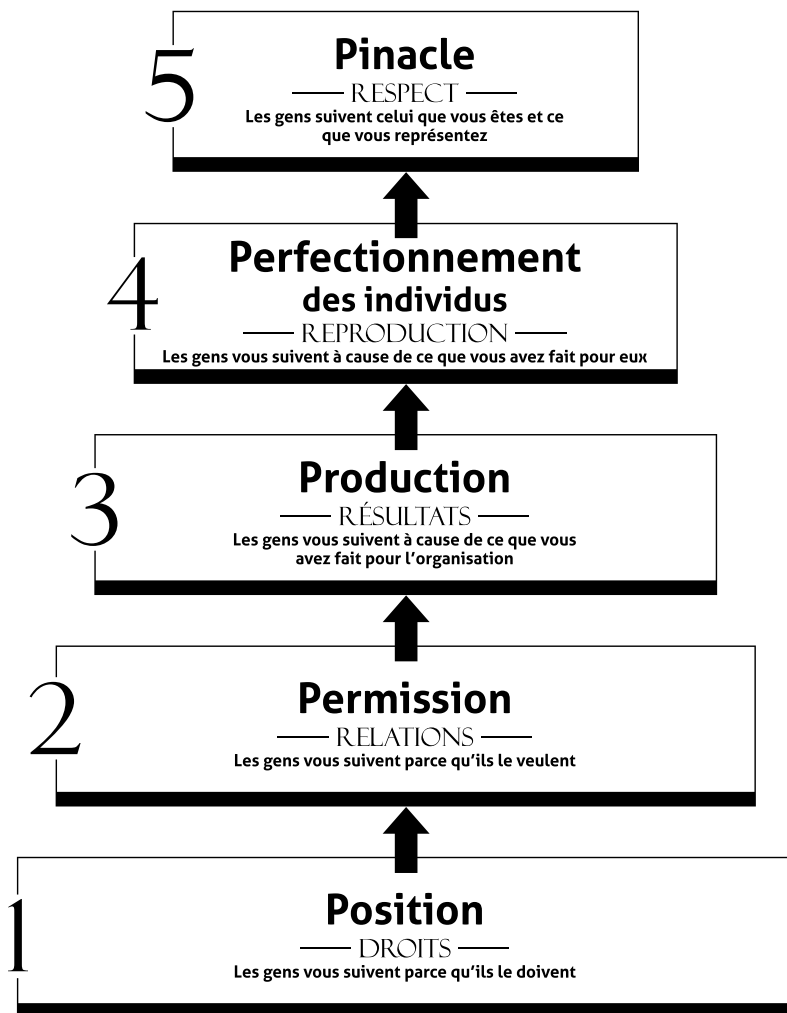 5
Pinacle
RESPECT
Les gens suivent celui que vous êtes et ce
que vous représentez
4
Perfectionnement
des individus
REPRODUCTION
Les gens vous suivent à cause de ce que vous avez fait pour eux
3
Production
RÉSULTATS
Les gens vous suivent à cause de ce que vous
avez fait pour l'organisation
2
Permission
RELATIONS
Les gens vous suivent parce qu'ils le veulent
1
Position
DROITS
Les gens vous suivent parce qu'ils le doivent